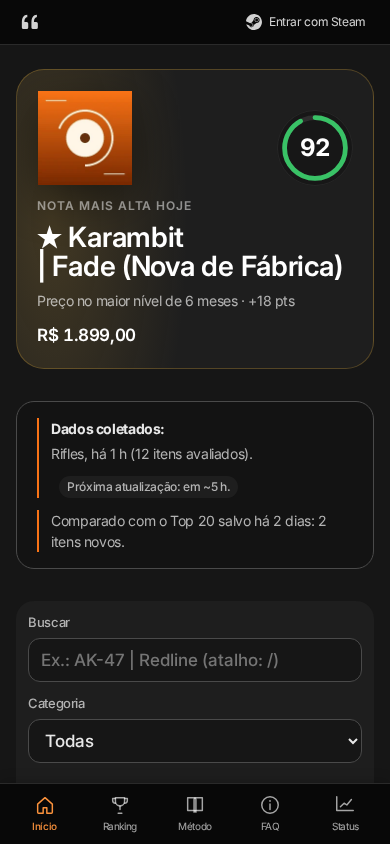 Entrar com Steam
92
NOTA MAIS ALTA HOJE
★ Karambit
| Fade (Nova de Fábrica)
Preço no maior nível de 6 meses · +18 pts
R$ 1.899,00
Dados coletados:
Rifles, há 1 h (12 itens avaliados).
Próxima atualização: em ~5 h.
Comparado com o Top 20 salvo há 2 dias: 2
itens novos.
Buscar
Ex.: AK-47 | Redline (atalho: /)
Categoria
Todas
Início
Ranking
Método
FAQ
Status